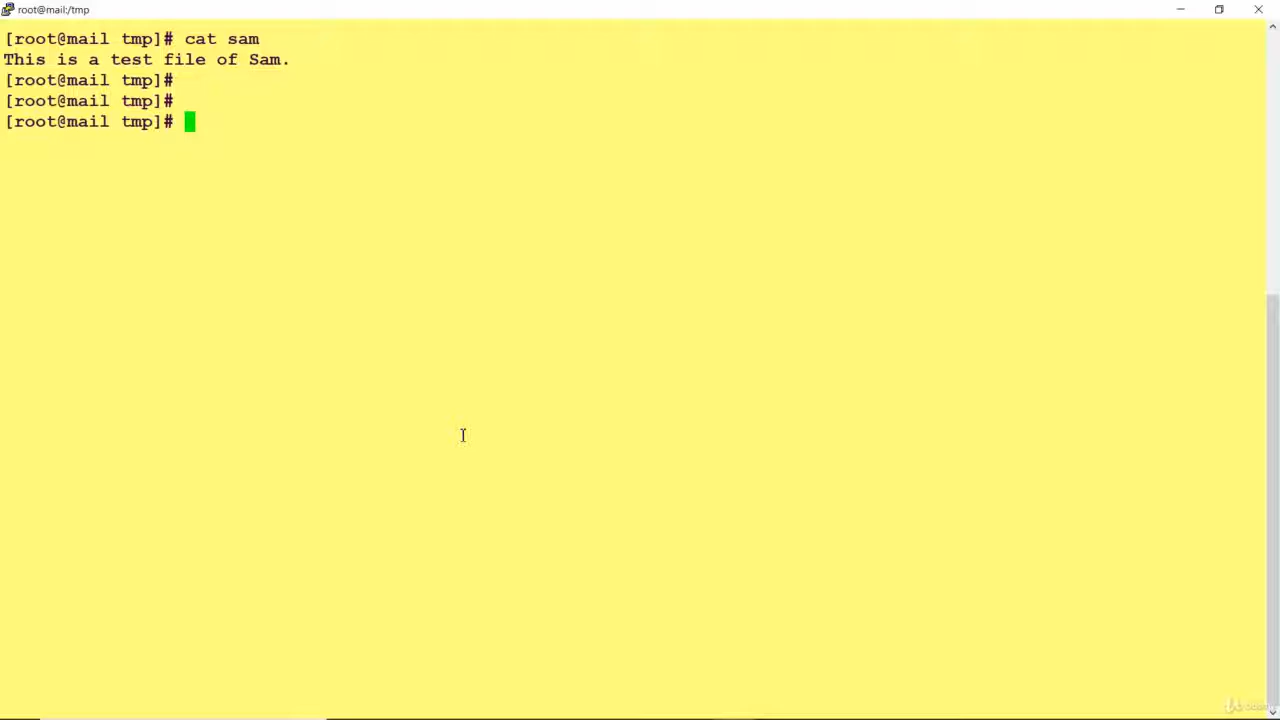 root@mail:/tmp
[root@mail tmp]# cat sam
This is a test file of Sam.
[root@mail tmp]#
[root@mail tmp]#
[root@mail tmp]#